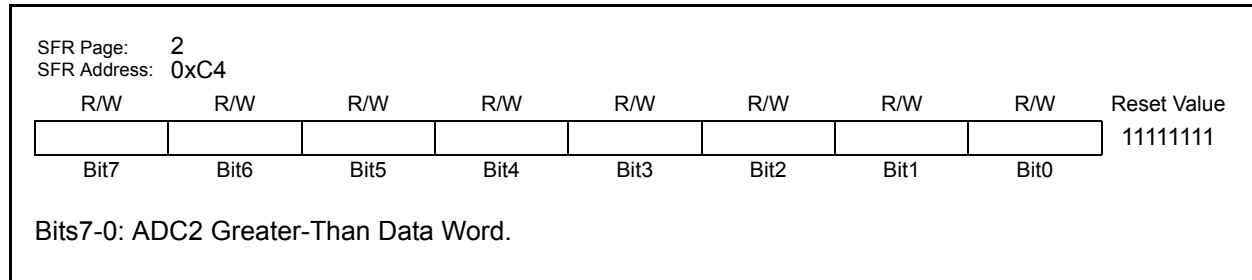 SFR Page: 2
SFR Address: 0xC4
R/W R/W R/W R/W R/W R/W R/W R/W Reset Value
11111111
Bit7 Bit6 Bit5 Bit4 Bit3 Bit2 Bit1 Bit0
Bits7-0: ADC2 Greater-Than Data Word.